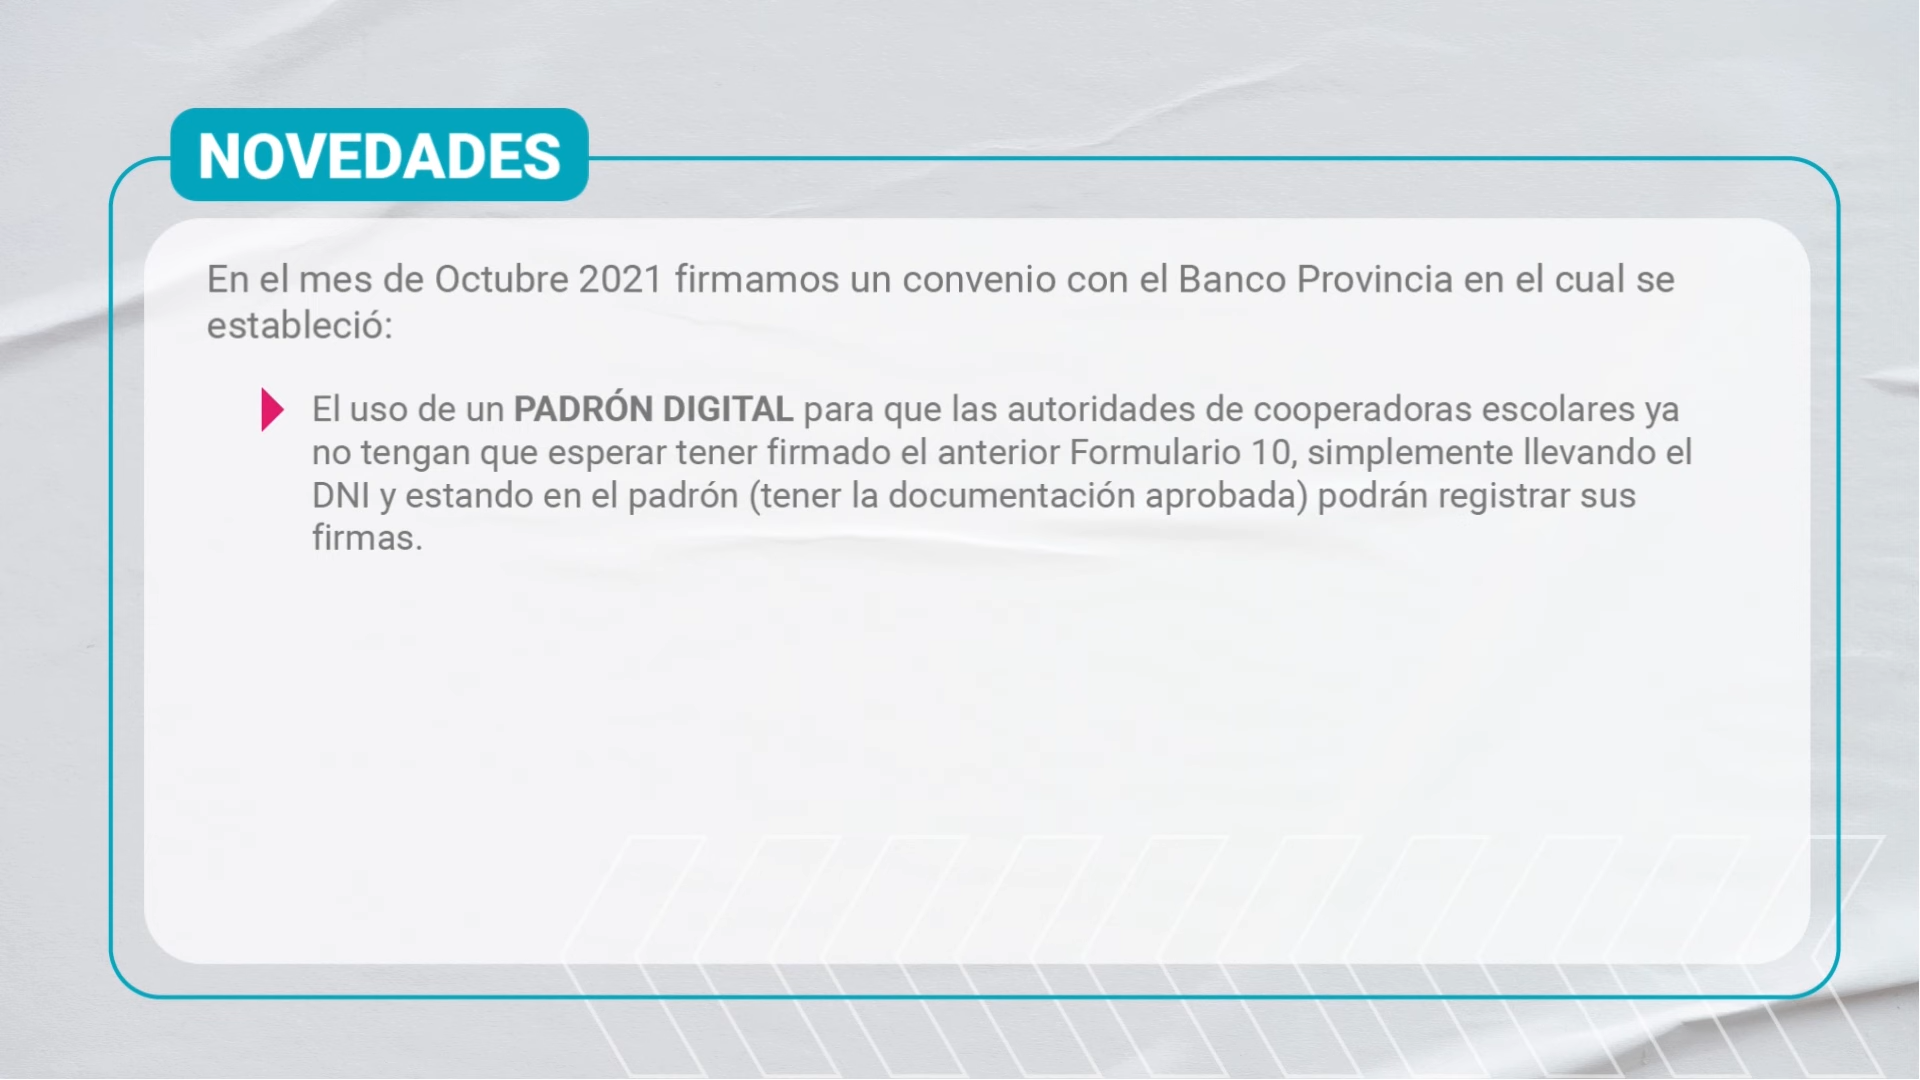 NOVEDADES
En el mes de Octubre 2021 firmamos un convenio con el Banco Provincia en el cual se
estableció:
El uso de un PADRÓN DIGITAL para que las autoridades de cooperadoras escolares ya
no tengan que esperar tener firmado el anterior Formulario 10, simplemente llevando el
DNI y estando en el padrón (tener la documentación aprobada) podrán registrar sus
firmas.